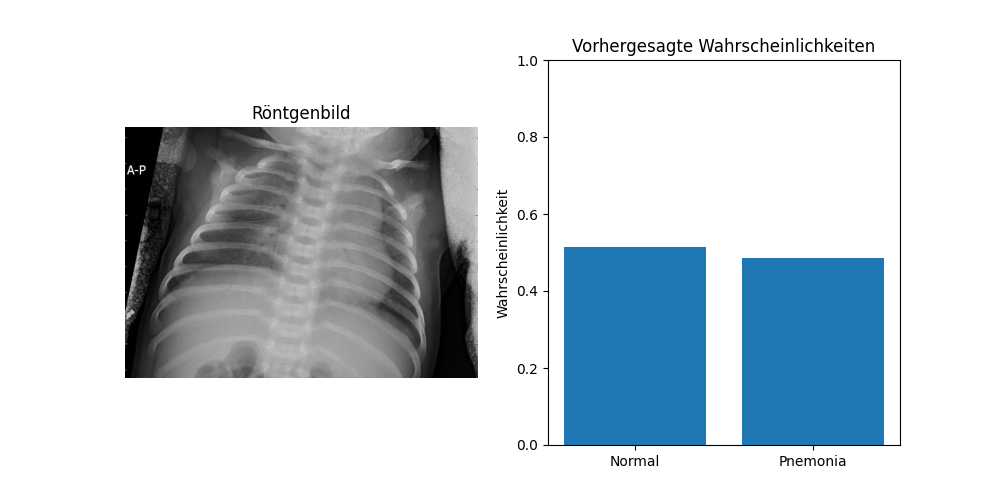 Röntgenbild
A-P
Vorhergesagte Wahrscheinlichkeiten
Wahrscheinlichkeit
1.0
0.8
0.6
0.4
0.2
0.0
Normal
Pnemonia